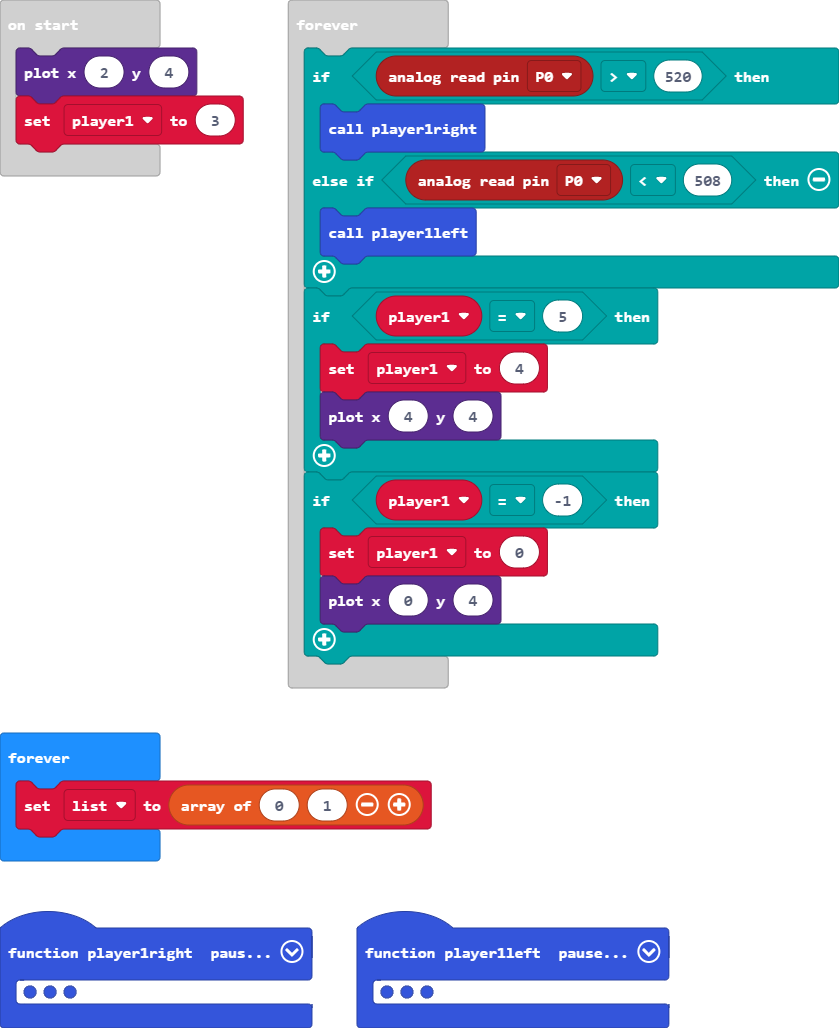 on start
plot x 2 y 4
set player1 to 3
forever
if analog read pin P0 > 520 then
call player1right
else if analog read pin P0 < 508 then
call player1left
if player1 = 5 then
set player1 to 4
plot x 4 y 4
if player1 = -1 then
set player1 to 0
plot x 0 y 4
forever
set list to array of 0 1
function player1right paus...
function player1left pause...